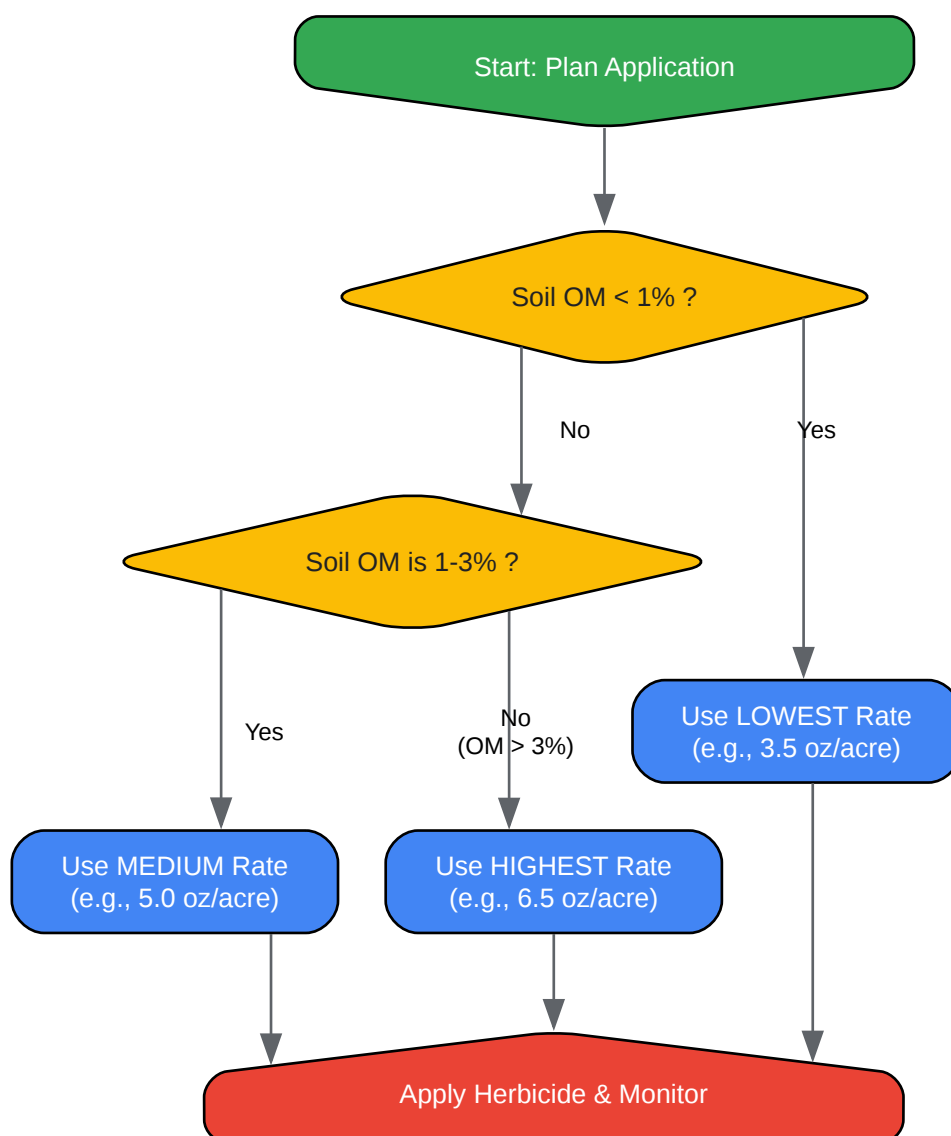 Start: Plan Application
Soil OM < 1% ?
No
Yes
Soil OM is 1-3% ?
Yes
No
(OM > 3%)
Use LOWEST Rate
(e.g., 3.5 oz/acre)
Use MEDIUM Rate
(e.g., 5.0 oz/acre)
Use HIGHEST Rate
(e.g., 6.5 oz/acre)
Apply Herbicide & Monitor